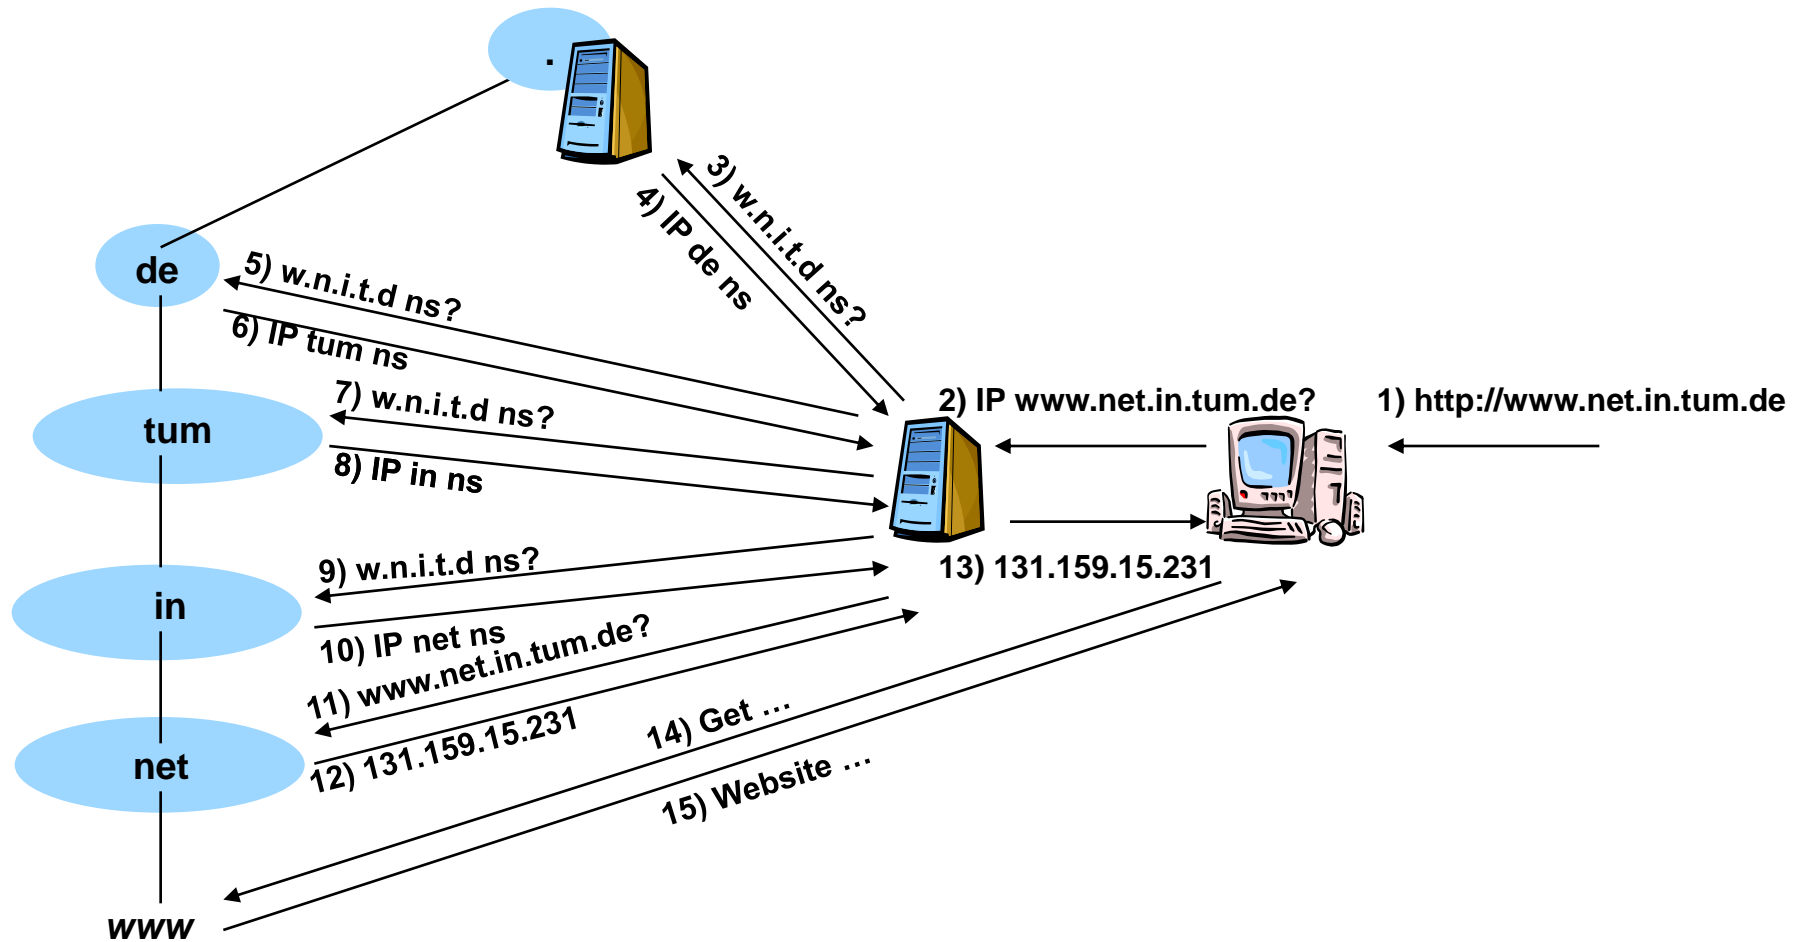 .
3) w.n.i.t.d ns?
4) IP de ns
de
5) w.n.i.t.d ns?
6) IP tum ns
7) w.n.i.t.d ns?
2) IP www.net.in.tum.de?
1) http://www.net.in.tum.de
tum
8) IP in ns
9) w.n.i.t.d ns?
13) 131.159.15.231
in
10) IP net ns
11) www.net.in.tum.de?
12) 131.159.15.231
14) Get …
net
15) Website …
www